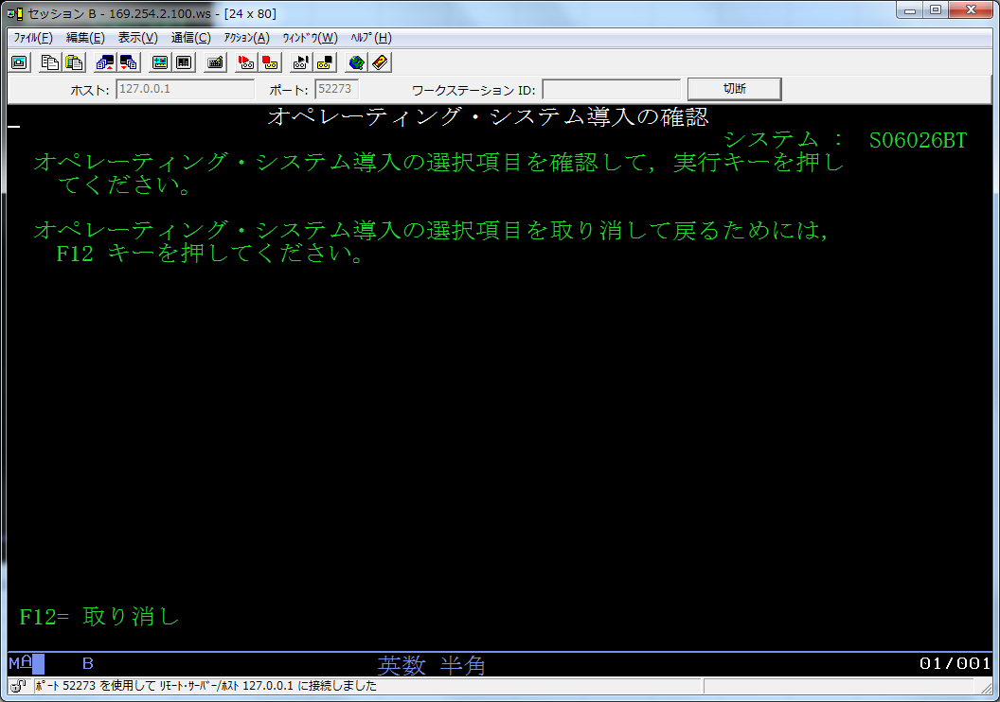 セッション B - 169.254.2.100.ws - [24 x 80]
ﾌｧｲﾙ(F) 編集(E) 表示(V) 通信(C) ｱｸｼｮﾝ(A) ｳｨﾝﾄﾞｳ(W) ﾍﾙﾌﾟ(H)
ホスト: 127.0.0.1 ポート: 52273 ワークステーション ID: 切断
オペレーティング・システム導入の確認
システム : S06026BT
オペレーティング・システム導入の選択項目を確認して, 実行キーを押し
てください。
オペレーティング・システム導入の選択項目を取り消して戻るためには,
F12 キーを押してください。
F12= 取り消し
MA B 英数 半角 01/001
ﾎﾟｰﾄ 52273 を使用して ﾘﾓｰﾄ･ｻｰﾊﾞｰ/ﾎｽﾄ 127.0.0.1 に接続しました